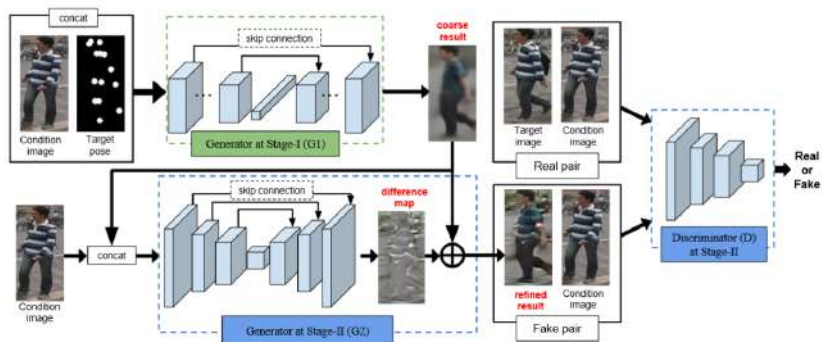 concat
Condition
image
Target
pose
skip connection
Generator at Stage-I (G1)
coarse
result
Target
image
Condition
image
Real pair
Real
or
Fake
Discriminator (D)
at Stage-II
Condition
image
concat
skip connection
Generator at Stage-II (G2)
difference
map
refined
result
Condition
image
Fake pair